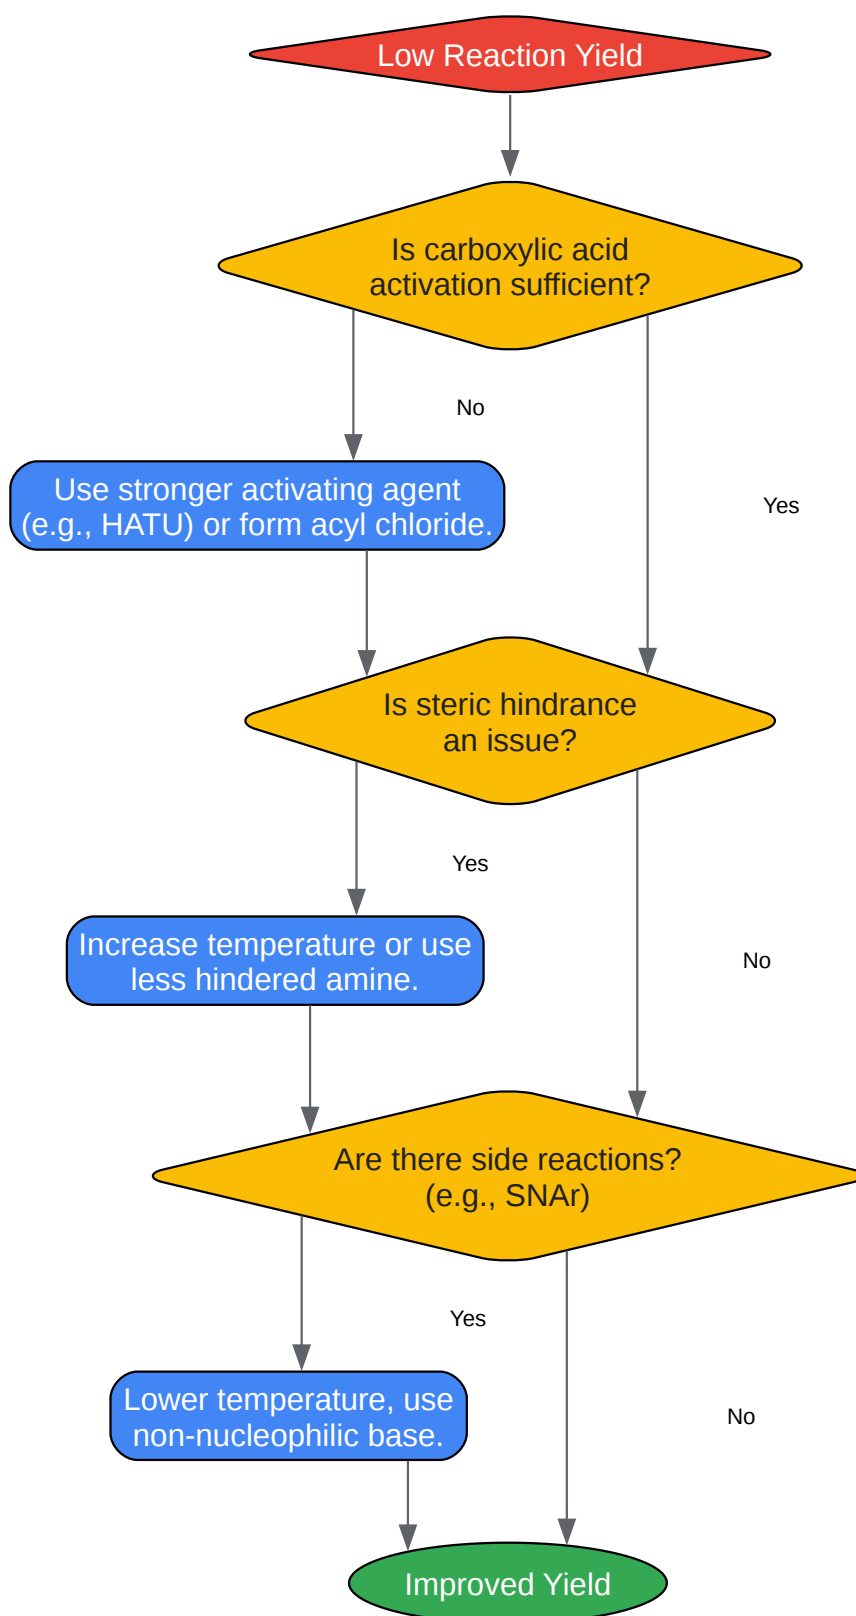 Low Reaction Yield
Is carboxylic acid
activation sufficient?
No
Use stronger activating agent
(e.g., HATU) or form acyl chloride.
Yes
Is steric hindrance
an issue?
Yes
Increase temperature or use
less hindered amine.
No
Are there side reactions?
(e.g., SNAr)
Yes
Lower temperature, use
non-nucleophilic base.
No
Improved Yield